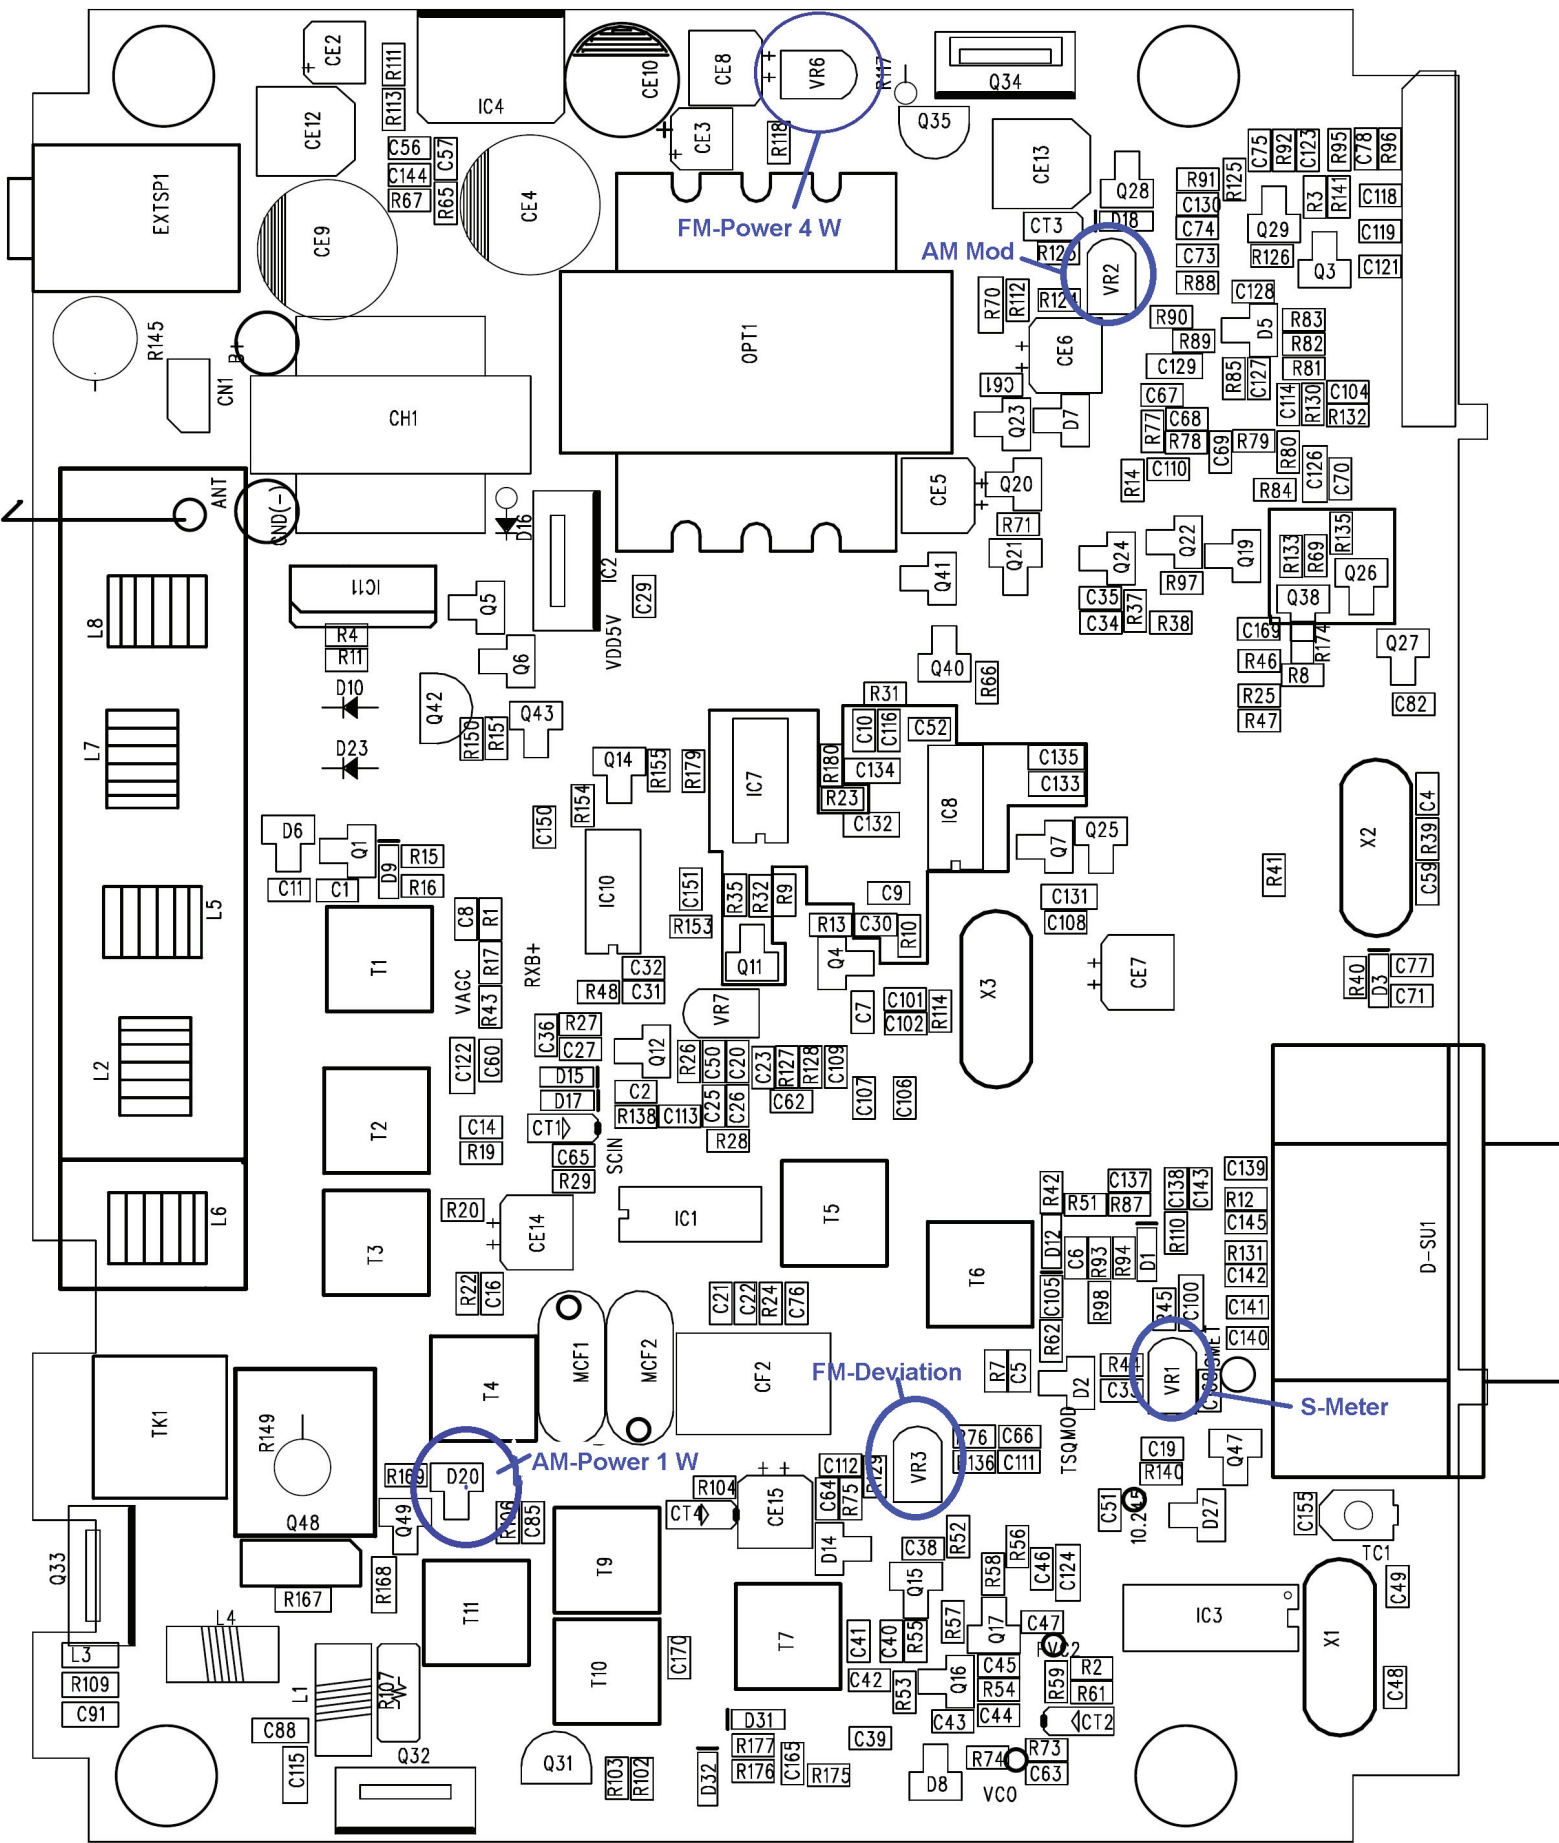 CE2
R111
IC4
CE10
CE8
VR6
R117
Q34
R113
CE12
C56
C57
C144
R67
R65
CE3
R118
Q35
CE13
Q28
C75
R92
C123
R95
C78
R96
EXTSP1
CE9
CE4
FM-Power 4 W
CT3
D18
R91
R125
C130
C74
C73
R88
Q29
R3
R141
C118
C119
C121
R126
Q3
AM Mod
VR2
R70
R112
R124
C128
R145
B+
CN1
CH1
OPT1
CE6
R90
R89
C129
D5
R83
R82
R81
C191
Q23
D7
C67
R85
C127
C114
R130
C104
R132
R77
C68
R78
C69
R79
R80
C126
C70
R84
R14
C110
ANT
GND(-)
D16
CE5
Q20
R71
Q21
Q41
Q24
Q22
Q19
R97
R133
R69
R135
Q26
Q38
L8
IC11
R4
R11
Q5
Q6
IC2
VDD5V
C29
C35
C34
R37
R38
C169
R174
R46
R8
R25
R47
Q27
C82
Q40
R66
R31
D10
D23
Q42
R150
R151
Q43
L7
Q14
R155
R179
IC7
R180
C10
C116
C52
C134
R23
C132
IC8
C135
C133
R154
C150
IC10
Q7
Q25
X2
C4
R39
C59
R41
D6
Q1
D9
R15
R16
C11
C1
L5
C8
R1
R17
R43
T1
VAGC
RXB+
C151
R153
R35
R32
R9
C9
R13
C30
R10
Q11
Q4
C131
C108
X3
CE7
R40
D3
C77
C71
C32
R48
C31
VR7
C7
C101
C102
R114
L2
T2
C122
C60
C36
R27
C27
Q12
R26
C50
C20
C23
R127
R128
C109
D15
D17
C2
R138
C113
C25
C26
C62
C107
C106
C14
R19
CT1
SCIN
C65
R29
R28
L6
T3
R20
CE14
IC1
T5
T6
R42
R51
C137
R87
C138
C143
C139
R12
C145
R110
D12
C6
R93
R94
D1
R131
C142
C141
C140
D-SU1
R22
C16
C21
C22
R24
C76
C105
R98
R45
C100
R62
MCF1
MCF2
CF2
T4
FM-Deviation
R7
C5
D2
R44
VR1
S-Meter
TK1
R149
AM-Power 1 W
R169
D20
Q49
C85
Q48
R104
CT4
CE15
C112
C64
R75
VR3
R76
C66
R136
C111
TSQMOD
C19
R140
Q47
C51
10.245
D27
C155
TC1
Q33
R167
R168
T11
T9
D14
C38
R52
Q15
R58
R56
C46
C124
IC3
X1
C49
L4
L3
R109
C91
L1
R107
T10
C170
T7
C41
C40
R55
R57
Q17
C47
C42
R53
Q16
C45
R54
R59
R2
R61
C48
C43
C44
CT2
C88
C115
Q32
Q31
R103
R102
D31
R177
R176
D32
C165
R175
C39
D8
R74
R73
C63
VCO